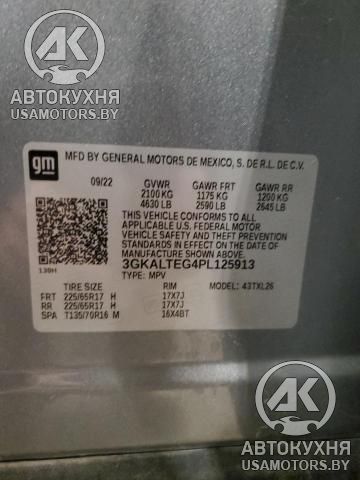 AK
АВТОКУХНЯ
USAMOTORS.BY
gm
MFD BY GENERAL MOTORS DE MEXICO, S. DE R.L. DE C.V.
09/22 GVWR GAWR FRT GAWR RR
2100 KG 1175 KG 1200 KG
4630 LB 2590 LB 2645 LB
THIS VEHICLE CONFORMS TO ALL
APPLICABLE U.S. FEDERAL MOTOR
VEHICLE SAFETY AND THEFT
PREVENTION STANDARDS IN
EFFECT ON THE DATE OF
MANUFACTURE SHOWN ABOVE.
139H 3GKALTEG4PL125913
TYPE: MPV MODEL: 43TXL26
TIRE SIZE RIM
FRT 225/65R17 H 17X7J
RR 225/65R17 H 17X7J
SPA T135/70R16 M 16X4BT
AK
АВТОКУХНЯ
USAMOTORS.BY